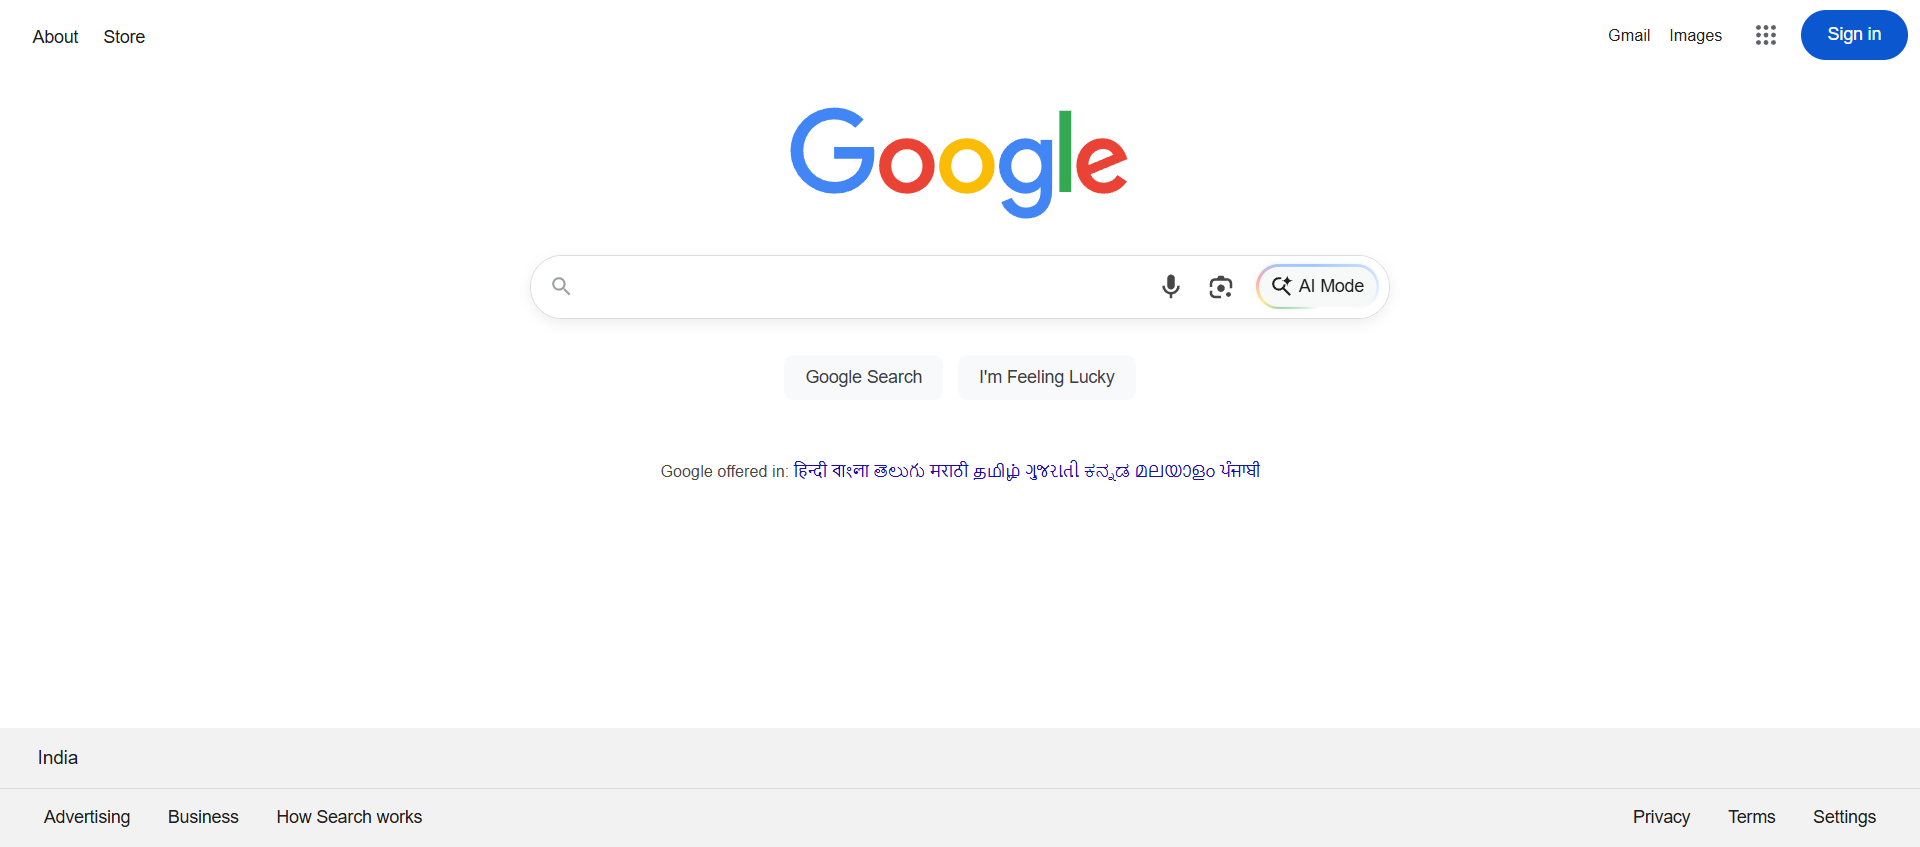 About Store Gmail Images Sign in
Google
AI Mode
Google Search I'm Feeling Lucky
Google offered in: हिन्दी বাংলা తెలుగు मराठी தமிழ் ગુજરાતી ಕನ್ನಡ മലയാളം ਪੰਜਾਬੀ
India
Advertising Business How Search works Privacy Terms Settings